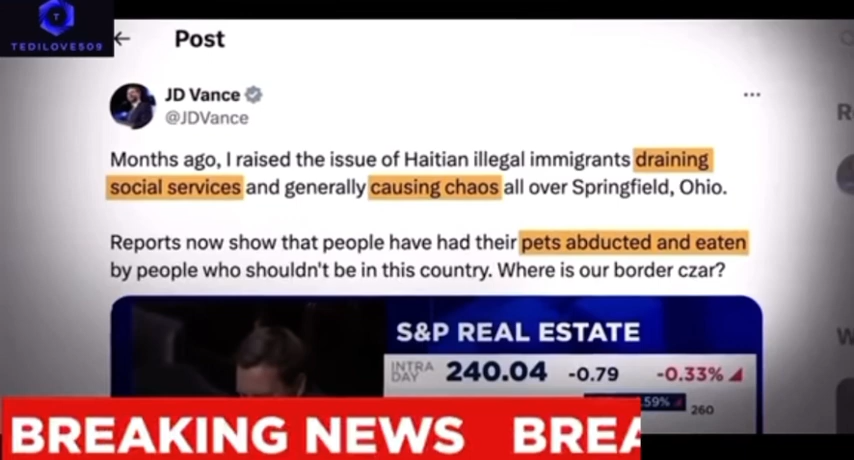 TEDILOVE509
Post
JD Vance
@JDVance
Months ago, I raised the issue of Haitian illegal immigrants draining
social services and generally causing chaos all over Springfield, Ohio.
Reports now show that people have had their pets abducted and eaten
by people who shouldn't be in this country. Where is our border czar?
S&P REAL ESTATE
INTRA
DAY
240.04 -0.79 -0.33%
.59%
260
BREAKING NEWS BREA